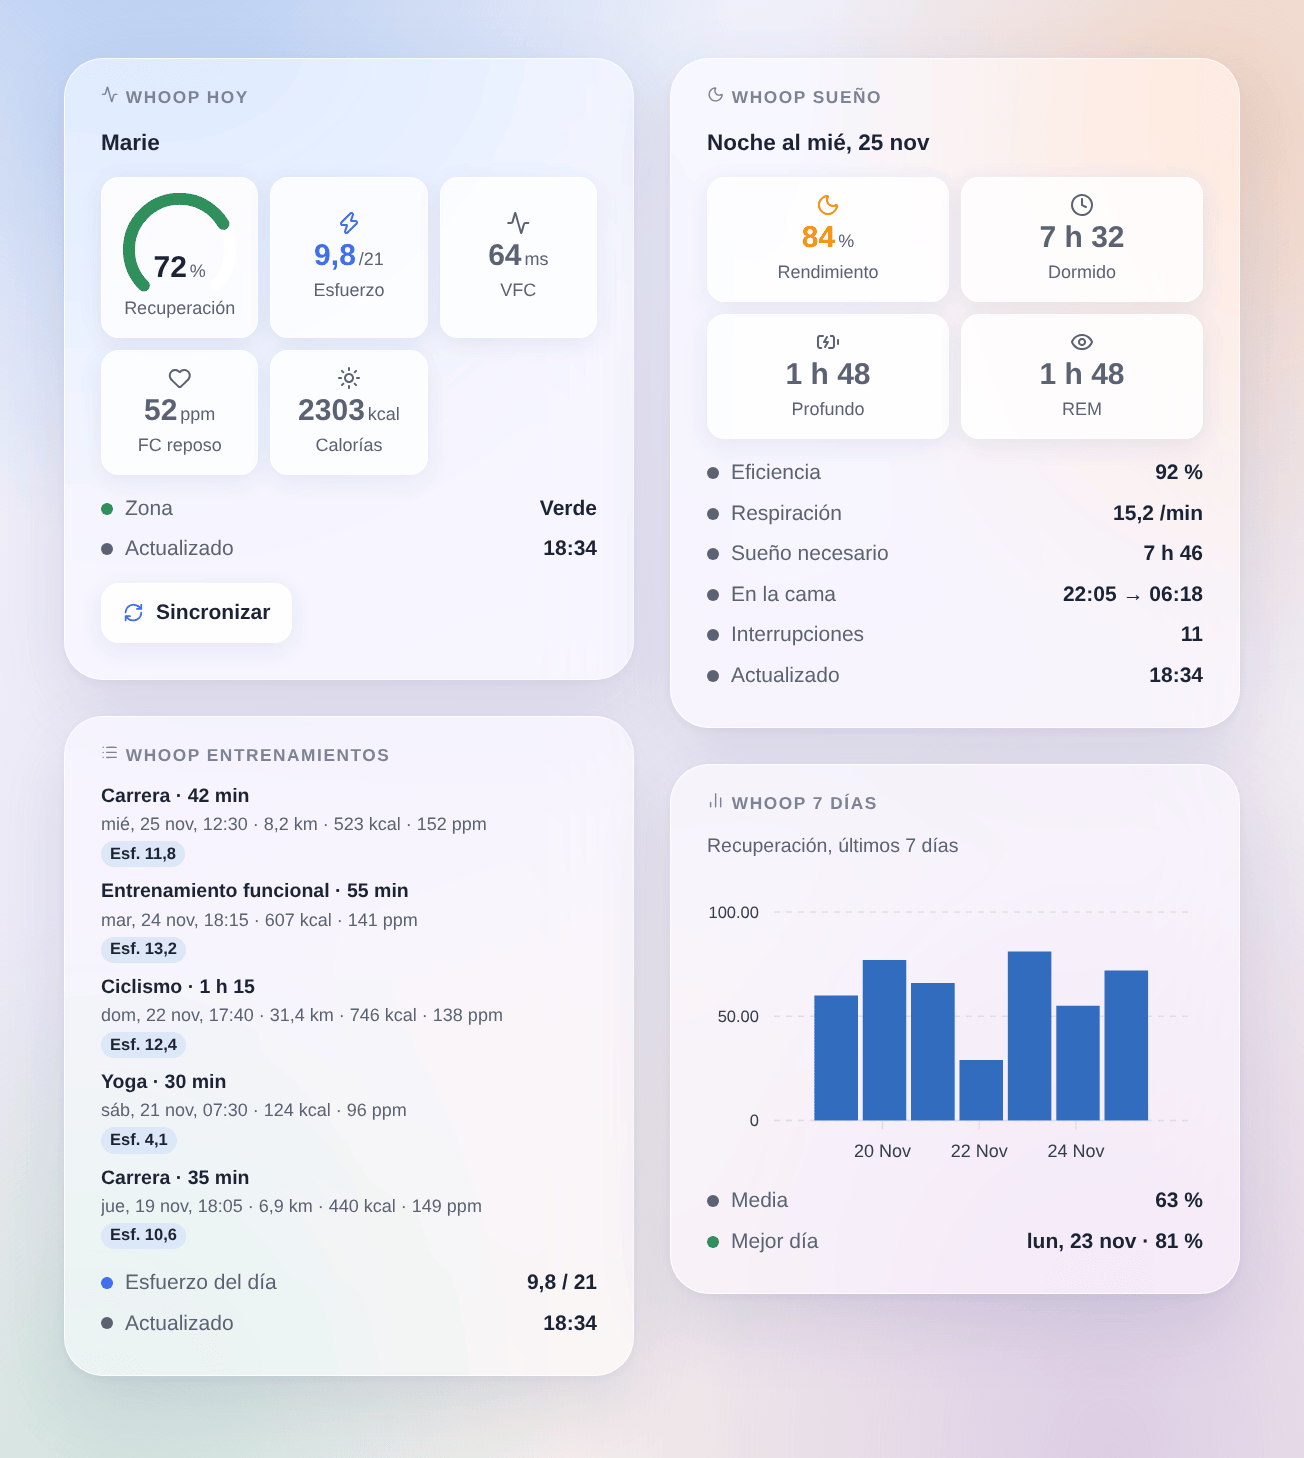 WHOOP HOY
Marie
72 %
Recuperación
9,8 /21
Esfuerzo
64 ms
VFC
52 ppm
FC reposo
2303 kcal
Calorías
Zona Verde
Actualizado 18:34
Sincronizar
WHOOP SUEÑO
Noche al mié, 25 nov
84 %
Rendimiento
7 h 32
Dormido
1 h 48
Profundo
1 h 48
REM
Eficiencia 92 %
Respiración 15,2 /min
Sueño necesario 7 h 46
En la cama 22:05 → 06:18
Interrupciones 11
Actualizado 18:34
WHOOP ENTRENAMIENTOS
Carrera · 42 min
mié, 25 nov, 12:30 · 8,2 km · 523 kcal · 152 ppm
Esf. 11,8
Entrenamiento funcional · 55 min
mar, 24 nov, 18:15 · 607 kcal · 141 ppm
Esf. 13,2
Ciclismo · 1 h 15
dom, 22 nov, 17:40 · 31,4 km · 746 kcal · 138 ppm
Esf. 12,4
Yoga · 30 min
sáb, 21 nov, 07:30 · 124 kcal · 96 ppm
Esf. 4,1
Carrera · 35 min
jue, 19 nov, 18:05 · 6,9 km · 440 kcal · 149 ppm
Esf. 10,6
Esfuerzo del día 9,8 / 21
Actualizado 18:34
WHOOP 7 DÍAS
Recuperación, últimos 7 días
100.00
50.00
0
20 Nov 22 Nov 24 Nov
Media 63 %
Mejor día lun, 23 nov · 81 %